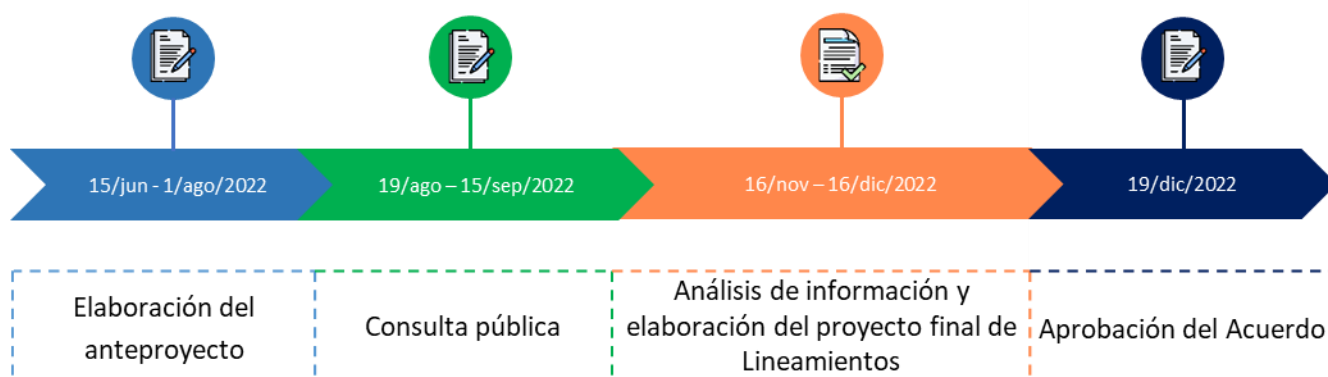 15/jun - 1/ago/2022
19/ago – 15/sep/2022
16/nov – 16/dic/2022
19/dic/2022
Elaboración del
anteproyecto
Consulta pública
Análisis de información y
elaboración del proyecto final de
Lineamientos
Aprobación del Acuerdo